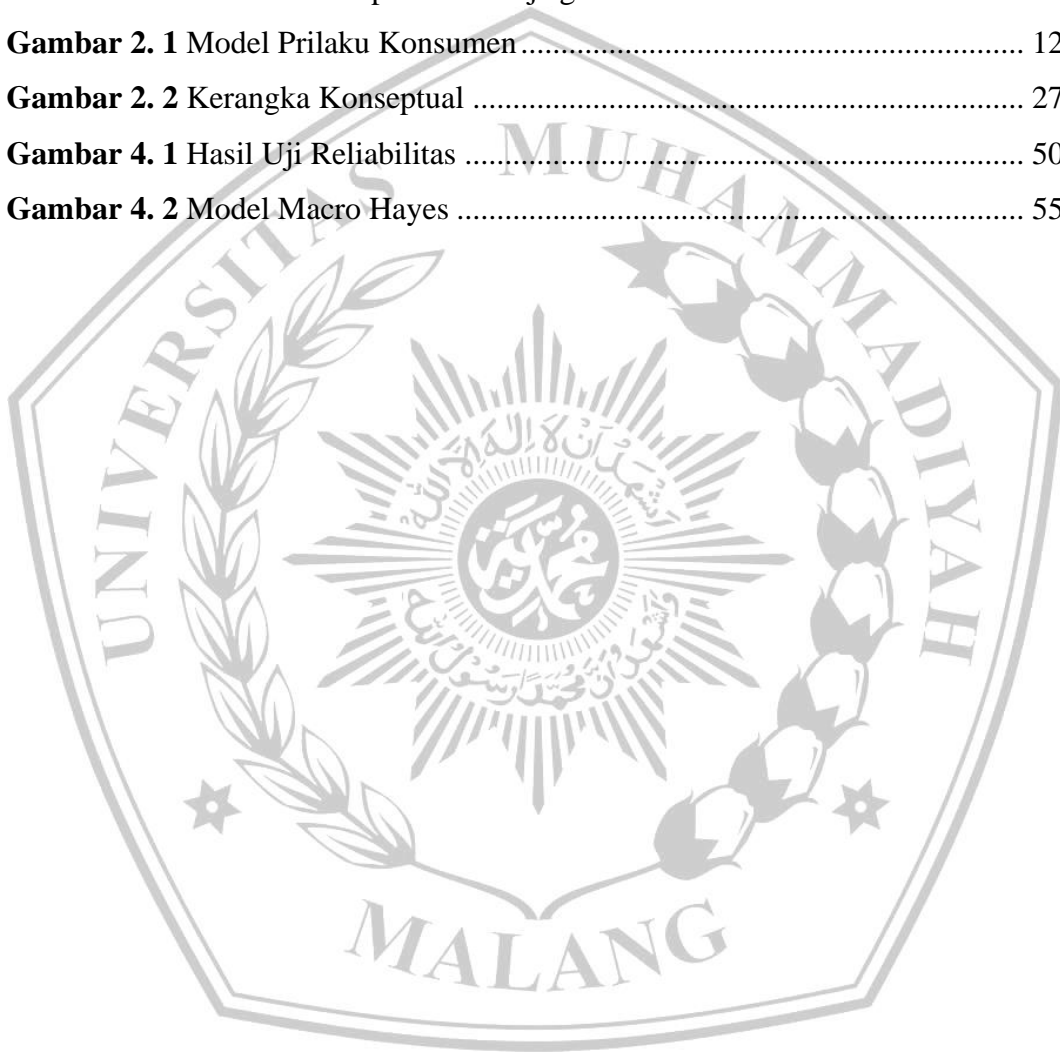 Gambar 2. 1 Model Prilaku Konsumen ........................................ 12
Gambar 2. 2 Kerangka Konseptual ........................................ 27
Gambar 4. 1 Hasil Uji Reliabilitas ........................................ 50
Gambar 4. 2 Model Macro Hayes ........................................ 55
UNIVERSITAS MUHAMMADIYAH
MALANG